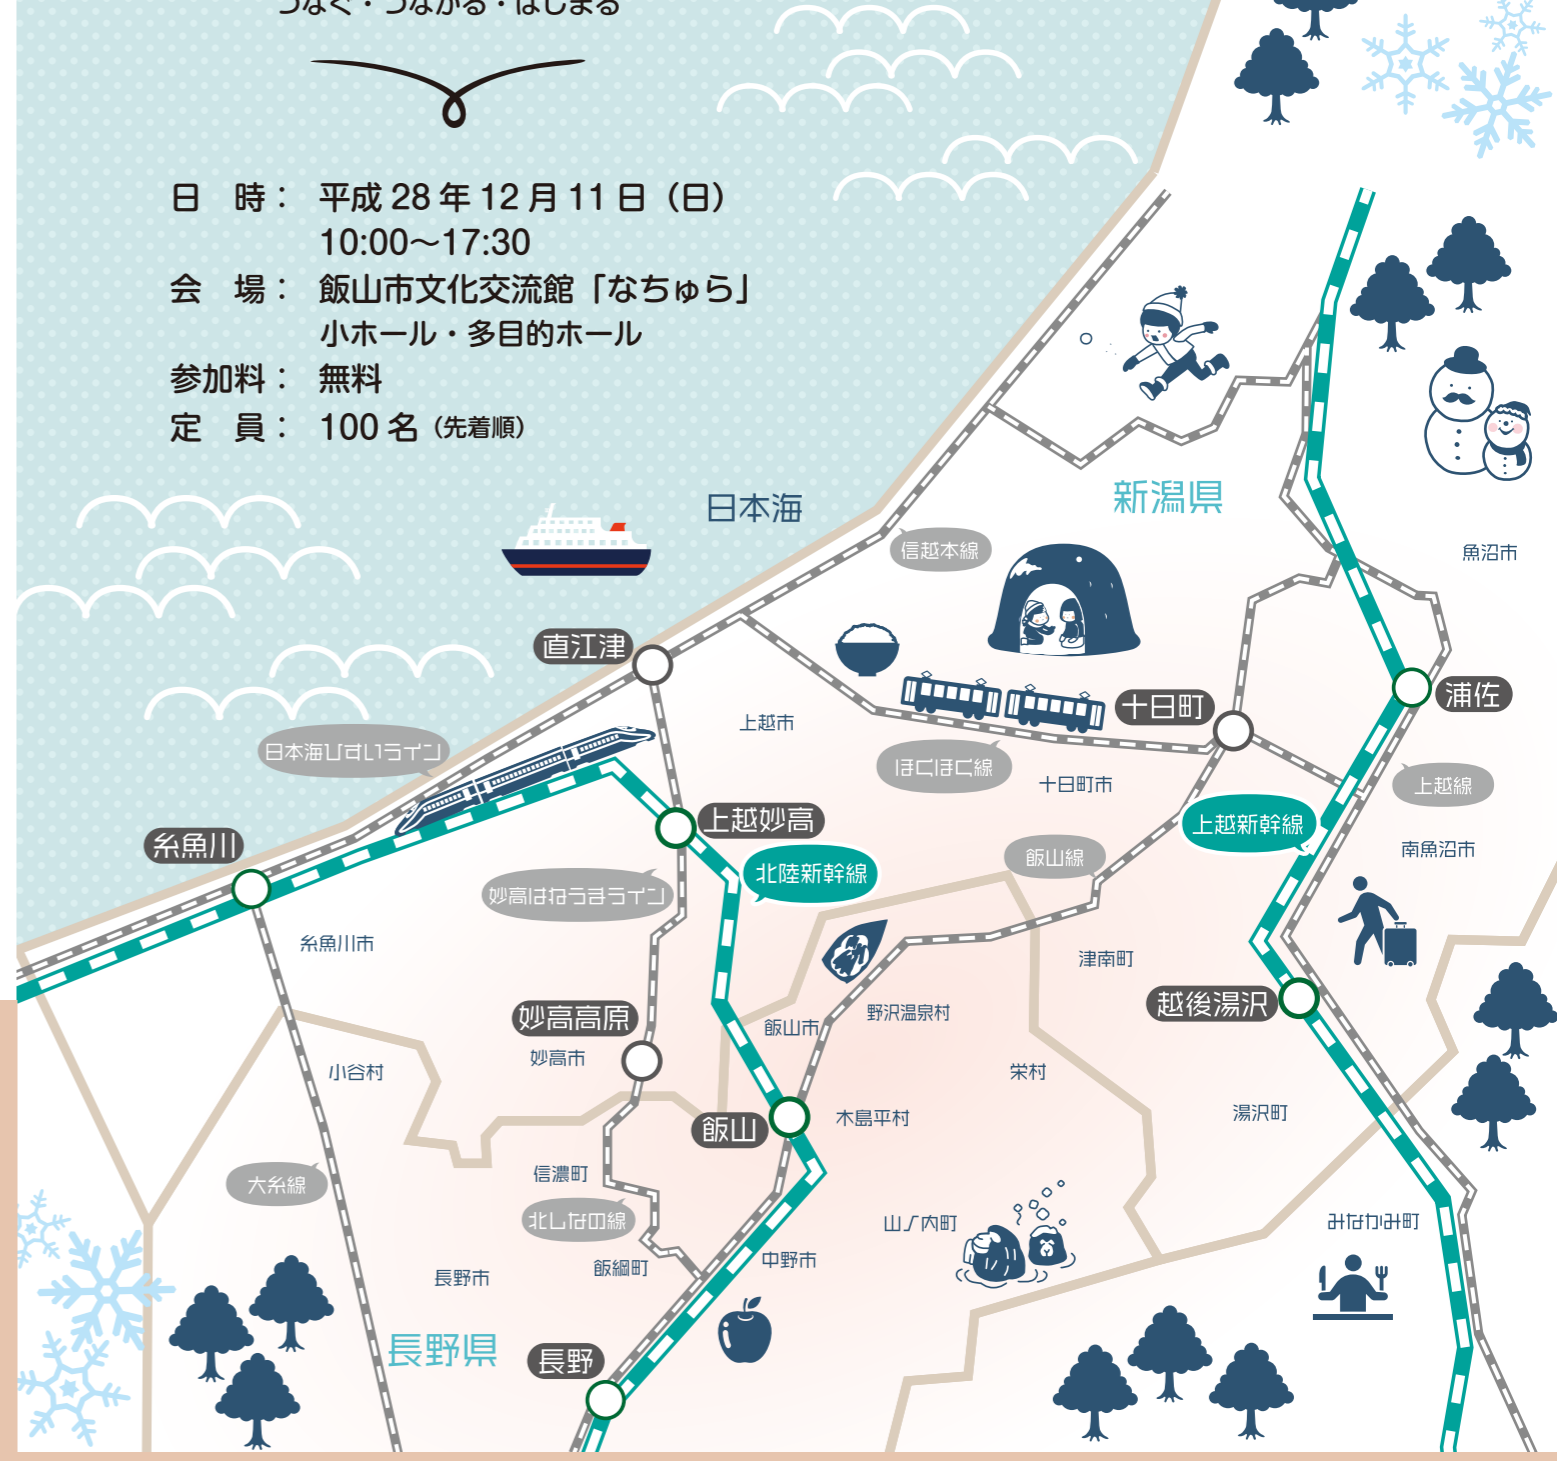 つなぐ・つながる・はじまる
日　時： 平成 28 年 12 月 11 日（日）
10:00～17:30
会　場： 飯山市文化交流館「なちゅら」
小ホール・多目的ホール
参加料： 無料
定　員： 100 名（先着順）
日本海
新潟県
信越本線
魚沼市
直江津
上越市
十日町
浦佐
日本海ひすいライン
ほくほく線
十日町市
上越線
糸魚川
上越妙高
上越新幹線
南魚沼市
飯山線
北陸新幹線
妙高はねうまライン
糸魚川市
津南町
妙高高原
飯山市
野沢温泉村
越後湯沢
妙高市
小谷村
栄村
飯山
木島平村
湯沢町
信濃町
大糸線
北しなの線
山ノ内町
みなかみ町
長野市
飯綱町
中野市
長野県
長野